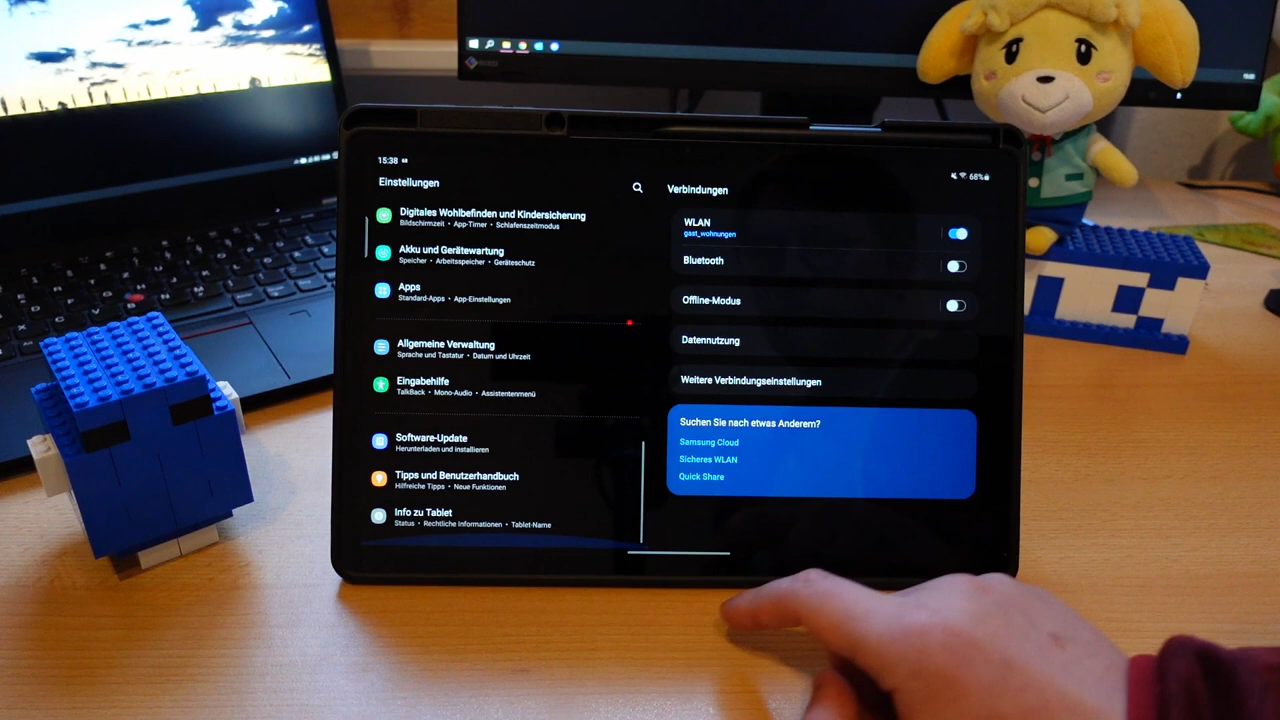 15:38
68%
Einstellungen
Digitales Wohlbefinden und Kindersicherung
Bildschirmzeit • App-Timer • Schlafenszeitmodus
Akku und Gerätewartung
Speicher • Arbeitsspeicher • Geräteschutz
Apps
Standard-Apps • App-Einstellungen
Allgemeine Verwaltung
Sprache und Tastatur • Datum und Uhrzeit
Eingabehilfe
TalkBack • Mono-Audio • Assistentenmenü
Software-Update
Herunterladen und installieren
Tipps und Benutzerhandbuch
Hilfreiche Tipps • Neue Funktionen
Info zu Tablet
Status • Rechtliche Informationen • Tablet-Name
Verbindungen
WLAN
gast_wohnungen
Bluetooth
Offline-Modus
Datennutzung
Weitere Verbindungseinstellungen
Suchen Sie nach etwas Anderem?
Samsung Cloud
Sicheres WLAN
Quick Share